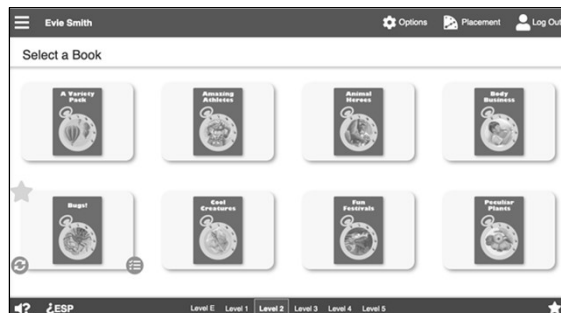 Evie Smith Options Placement Log Out
Select a Book
A Variety Pack
Amazing Athletes
Animal Heroes
Body Business
Bugs!
Cool Creatures
Fun Festivals
Peculiar Plants
? ¿ESP Level E Level 1 Level 2 Level 3 Level 4 Level 5